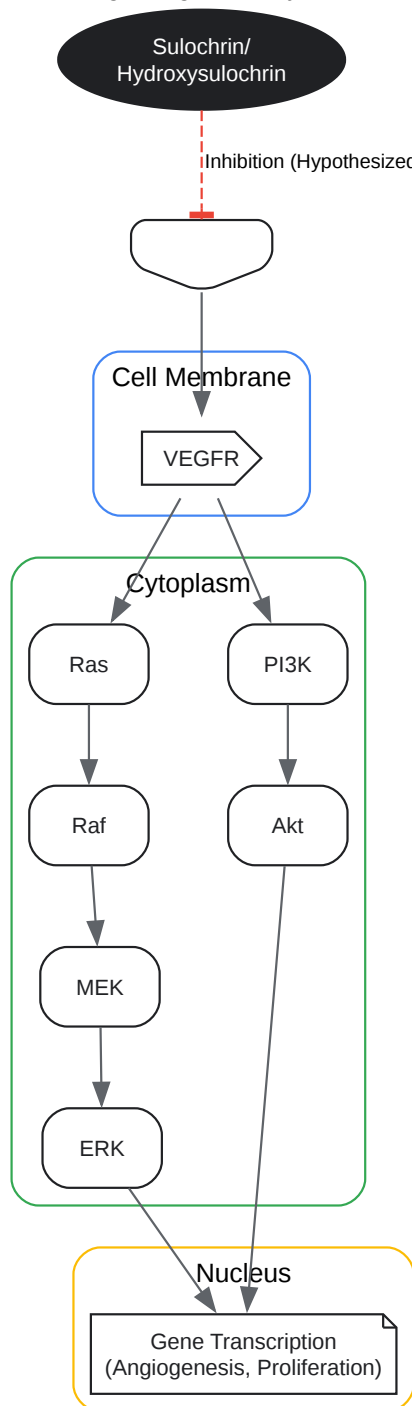 Sulochrin/
Hydroxysulochrin
Inhibition (Hypothesized
Cell Membrane
VEGFR
Cytoplasm
Ras
PI3K
Raf
Akt
MEK
ERK
Nucleus
Gene Transcription
(Angiogenesis, Proliferation)